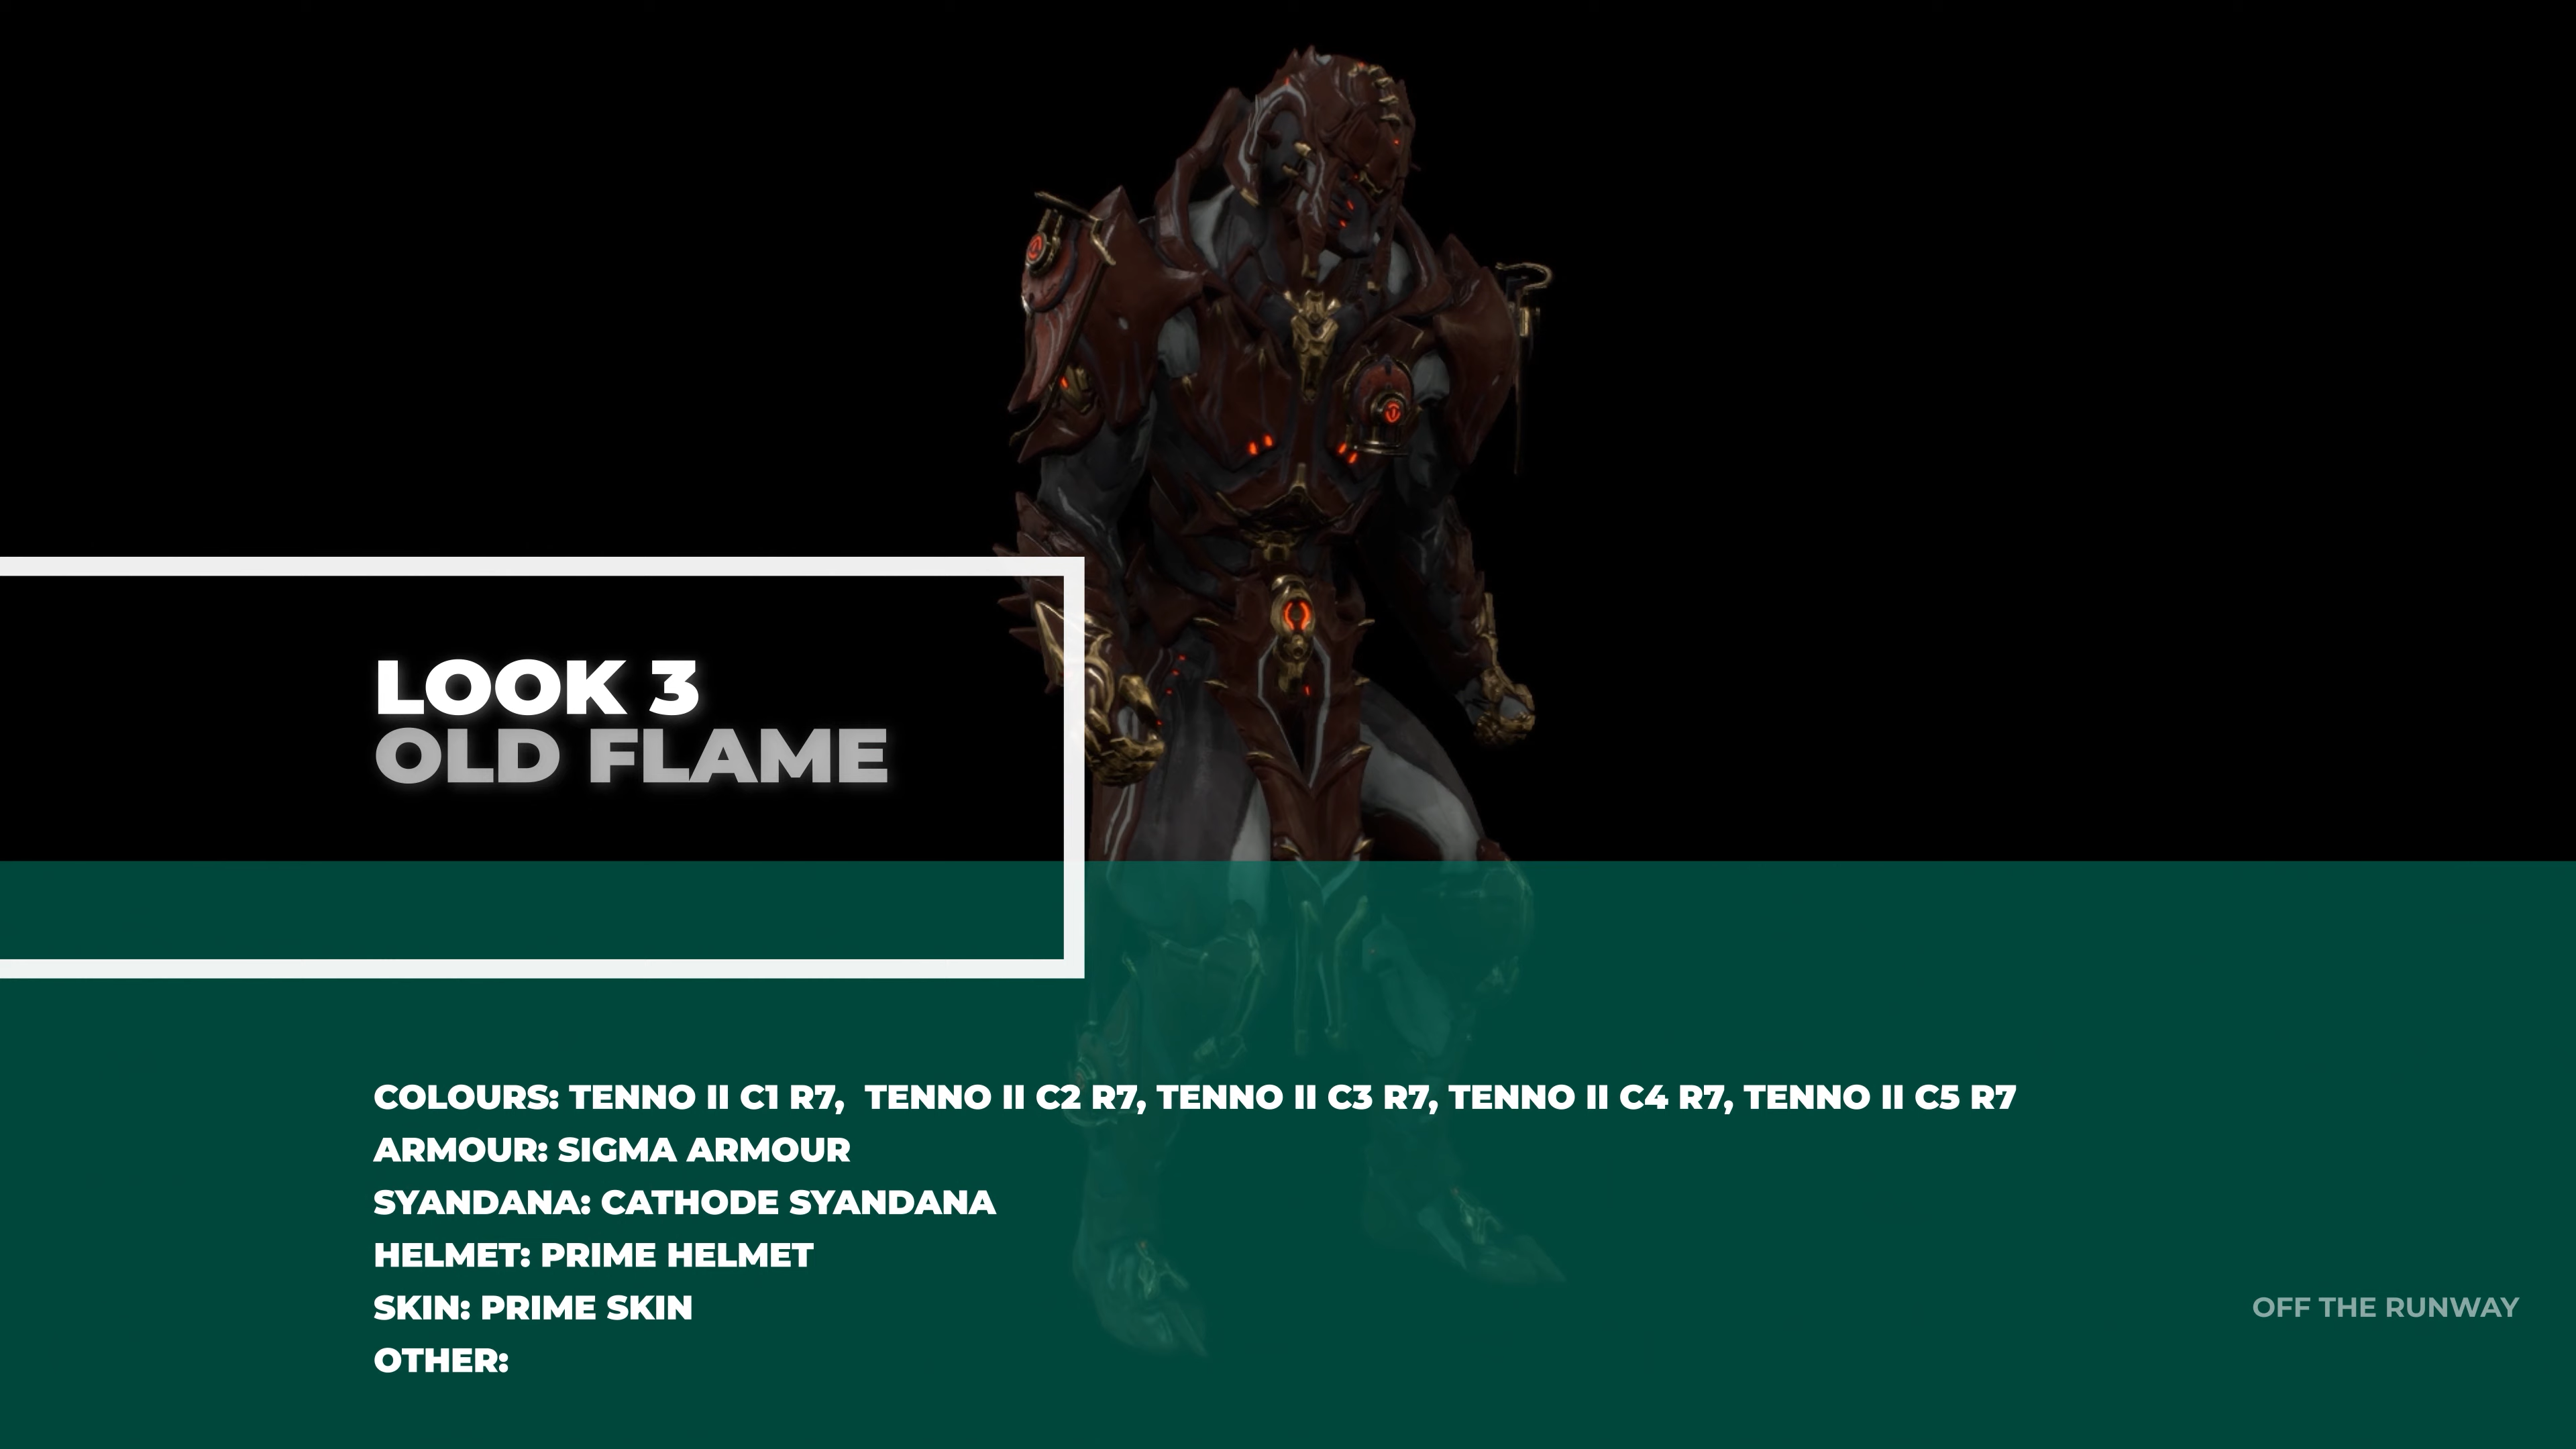 LOOK 3
OLD FLAME
COLOURS: TENNO II C1 R7,  TENNO II C2 R7, TENNO II C3 R7, TENNO II C4 R7, TENNO II C5 R7
ARMOUR: SIGMA ARMOUR
SYANDANA: CATHODE SYANDANA
HELMET: PRIME HELMET
SKIN: PRIME SKIN
OTHER:
OFF THE RUNWAY